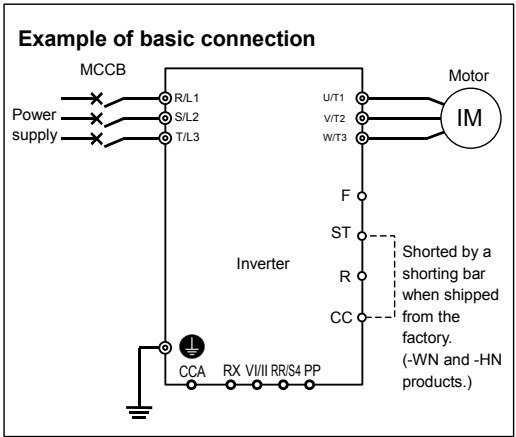 Example of basic connection
MCCB
Motor
Power
supply
R/L1
S/L2
T/L3
U/T1
V/T2
W/T3
IM
F
ST
R
CC
Inverter
Shorted by a
shorting bar
when shipped
from the
factory.
(-WN and -HN
products.)
CCA RX VI/II RR/S4 PP